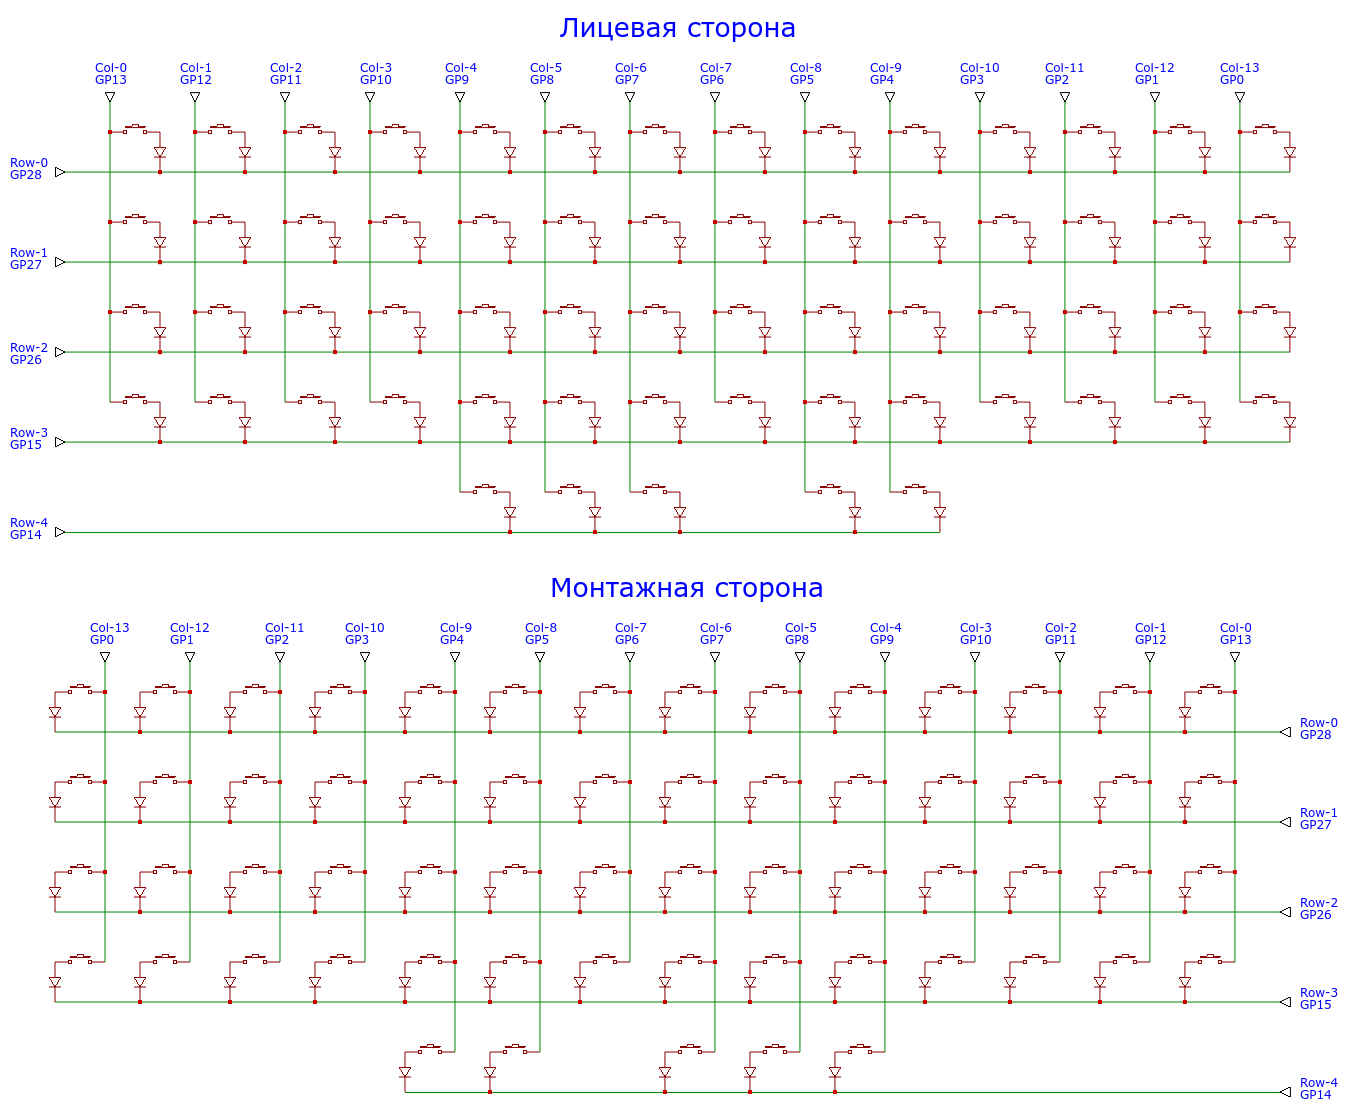 Лицевая сторона
Col-0 Col-1 Col-2 Col-3 Col-4 Col-5 Col-6 Col-7 Col-8 Col-9 Col-10 Col-11 Col-12 Col-13
GP13 GP12 GP11 GP10 GP9 GP8 GP7 GP6 GP5 GP4 GP3 GP2 GP1 GP0
Row-0
GP28
Row-1
GP27
Row-2
GP26
Row-3
GP15
Row-4
GP14
Монтажная сторона
Col-13 Col-12 Col-11 Col-10 Col-9 Col-8 Col-7 Col-6 Col-5 Col-4 Col-3 Col-2 Col-1 Col-0
GP0 GP1 GP2 GP3 GP4 GP5 GP6 GP7 GP8 GP9 GP10 GP11 GP12 GP13
Row-0
GP28
Row-1
GP27
Row-2
GP26
Row-3
GP15
Row-4
GP14